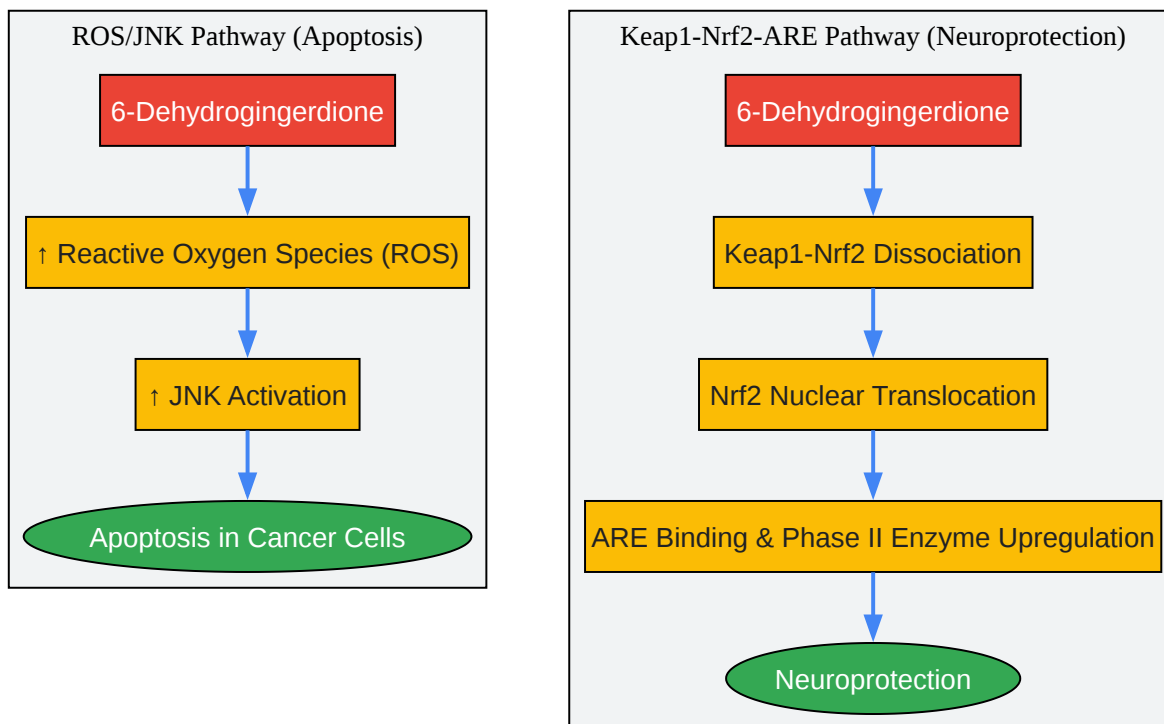 ROS/JNK Pathway (Apoptosis)
6-Dehydrogingerdione
↑ Reactive Oxygen Species (ROS)
↑ JNK Activation
Apoptosis in Cancer Cells
Keap1-Nrf2-ARE Pathway (Neuroprotection)
6-Dehydrogingerdione
Keap1-Nrf2 Dissociation
Nrf2 Nuclear Translocation
ARE Binding & Phase II Enzyme Upregulation
Neuroprotection